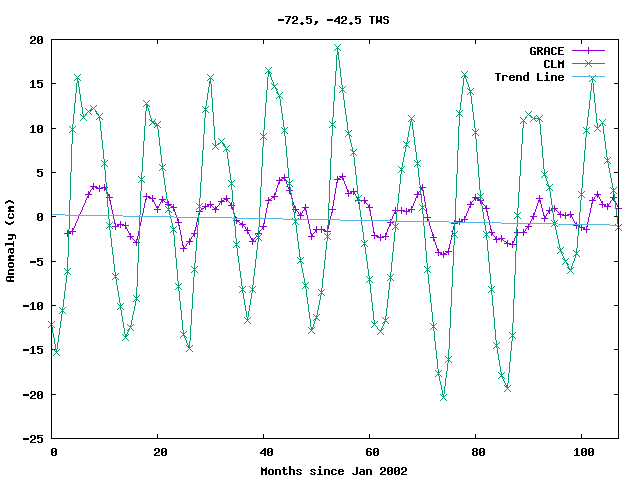 -72.5, -42.5 TWS
GRACE
CLM
Trend Line
20
15
10
5
0
-5
-10
-15
-20
-25
Anomaly (cm)
0 20 40 60 80 100
Months since Jan 2002